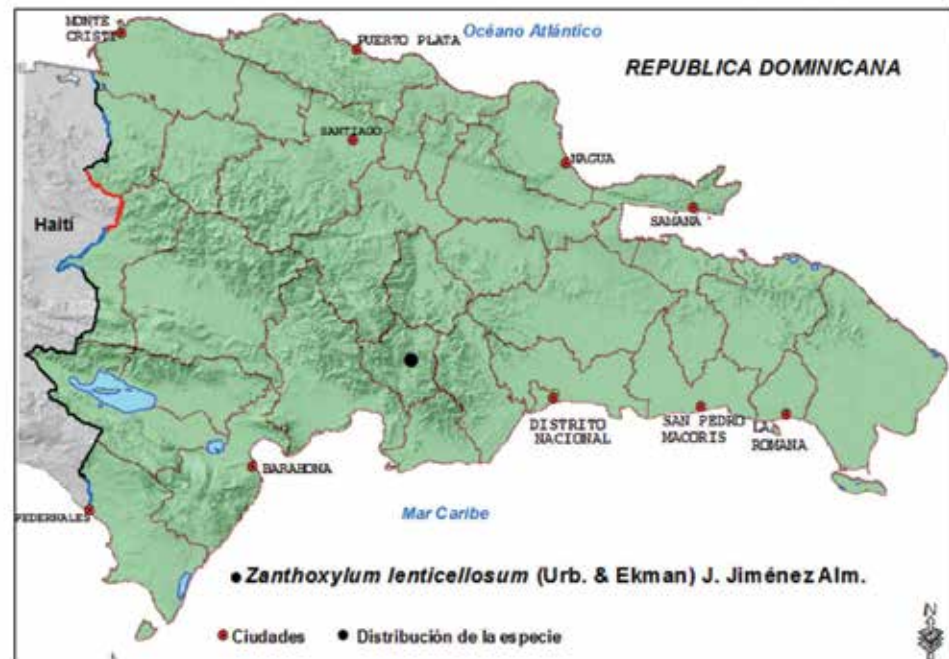 MONTE
CRISTI
Océano Atlántico
PUERTO PLATA
REPUBLICA DOMINICANA
SANTIAGO
NAGUA
SAMANA
Haití
DISTRITO
NACIONAL
SAN PEDRO
MACORIS
LA
ROMANA
BARAHONA
PEDERNALES
Mar Caribe
Zanthoxylum lenticellosum (Urb. & Ekman) J. Jiménez Alm.
Ciudades
Distribución de la especie